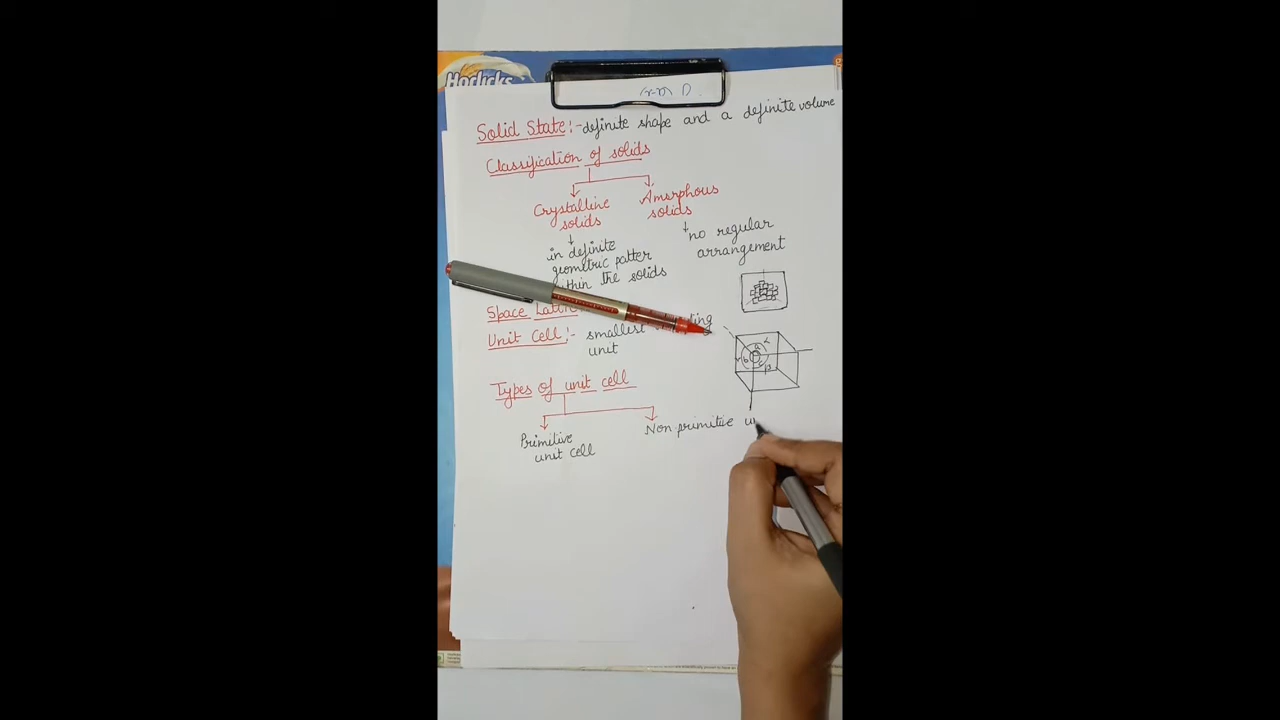 Horlicks
Solid State:- definite shape and a definite volume
Classification of solids
Crystalline solids
Amorphous solids
in definite
geometric patter
within the solids
no regular
arrangement
Space
Unit Cell:- smallest
unit
Types of unit cell
Primitive
unit cell
Non primitive u